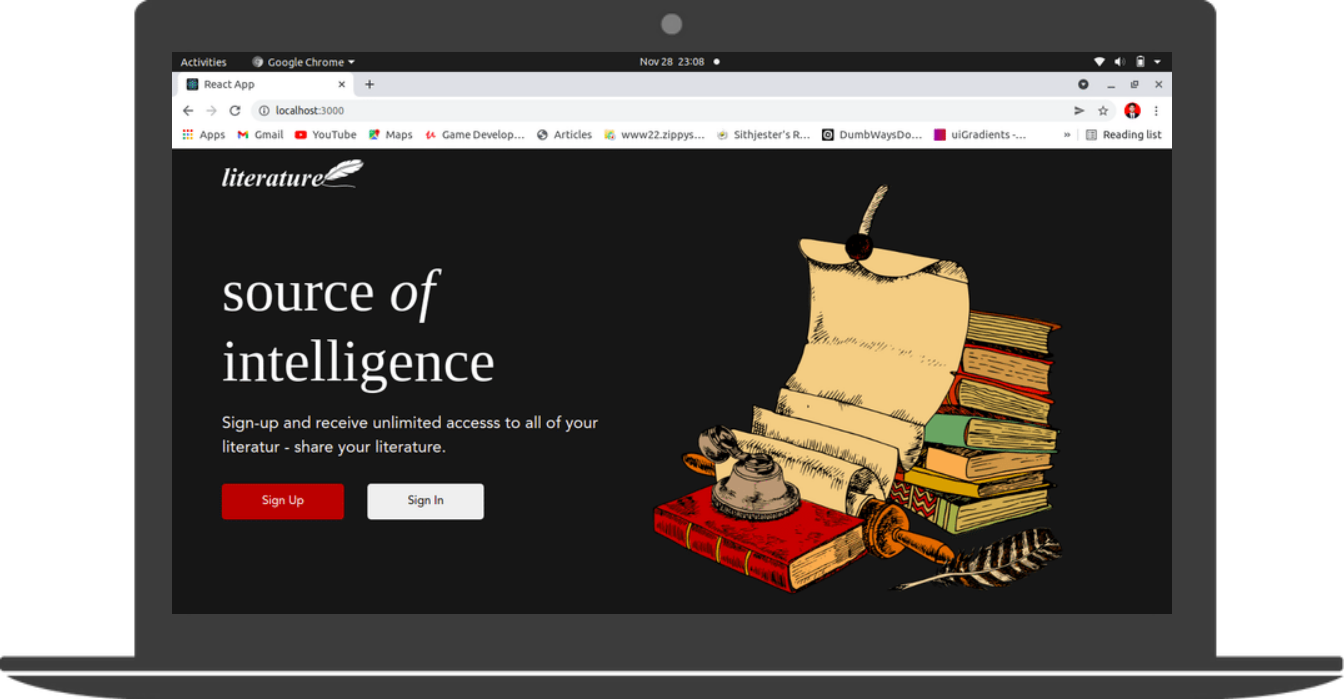 Activities Google Chrome Nov 28 23:08
React App
localhost:3000
Apps Gmail YouTube Maps Game Develop... Articles www22.zippys... Sithjester's R... DumbWaysDo... uiGradients -... » Reading list
literature
source of
intelligence
Sign-up and receive unlimited accesss to all of your
literatur - share your literature.
Sign Up Sign In